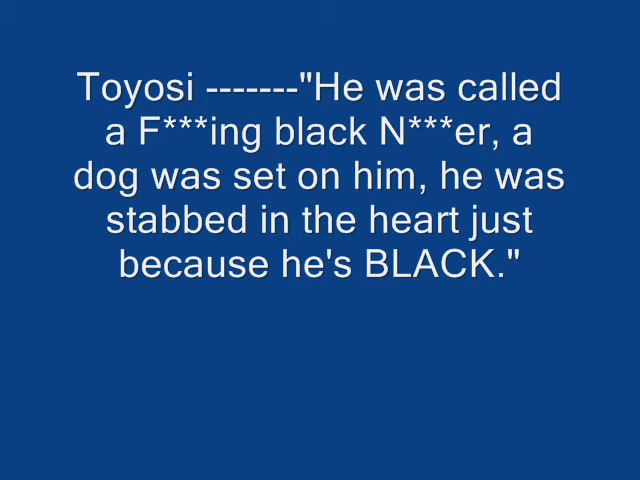 Toyosi -------"He was called
a F***ing black N***er, a
dog was set on him, he was
stabbed in the heart just
because he's BLACK."